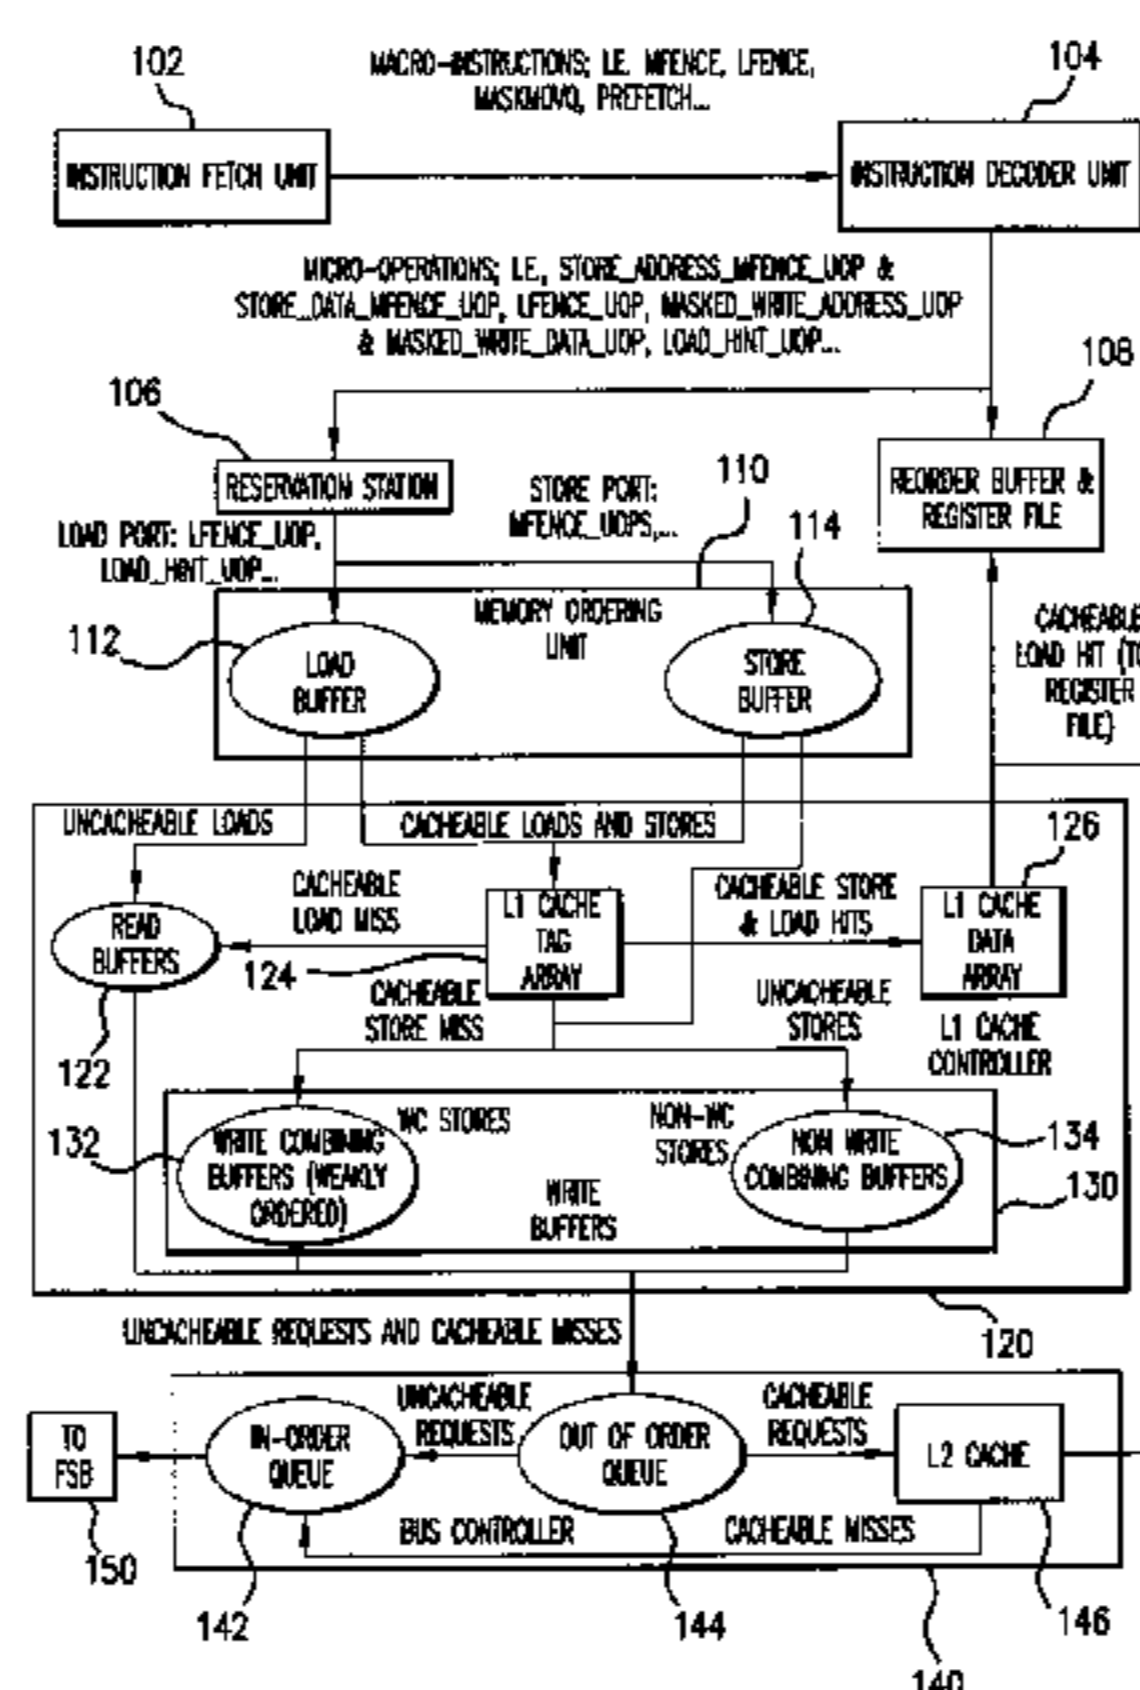 102
MACRO-INSTRUCTIONS; I.E. MFENCE, LFENCE,
MASKMOVQ, PREFETCH...
104
INSTRUCTION FETCH UNIT
INSTRUCTION DECODER UNIT
MICRO-OPERATIONS; I.E., STORE_ADDRESS_MFENCE_UOP &
STORE_DATA_MFENCE_UOP, LFENCE_UOP, MASKED_WRITE_ADDRESS_UOP
& MASKED_WRITE_DATA_UOP, LOAD_HINT_UOP...
106
108
RESERVATION STATION
STORE PORT:
MFENCE_UOPS,...
110
114
REORDER BUFFER &
REGISTER FILE
LOAD PORT: LFENCE_UOP,
LOAD_HINT_UOP...
MEMORY ORDERING
UNIT
112
LOAD
BUFFER
STORE
BUFFER
CACHEABLE
LOAD HIT (TO
REGISTER
FILE)
UNCACHEABLE LOADS
CACHEABLE LOADS AND STORES
126
CACHEABLE
LOAD MISS
L1 CACHE
TAG
ARRAY
CACHEABLE STORE
& LOAD HITS
L1 CACHE
DATA
ARRAY
READ
BUFFERS
124
CACHEABLE
STORE MISS
UNCACHEABLE
STORES
L1 CACHE
CONTROLLER
122
132
WRITE COMBINING
BUFFERS (WEAKLY
ORDERED)
WC STORES
NON-WC
STORES
NON WRITE
COMBINING BUFFERS
134
130
WRITE
BUFFERS
UNCACHEABLE REQUESTS AND CACHEABLE MISSES
120
TO
FSB
IN-ORDER
QUEUE
UNCACHEABLE
REQUESTS
OUT OF ORDER
QUEUE
CACHEABLE
REQUESTS
L2 CACHE
BUS CONTROLLER
CACHEABLE MISSES
150
142
144
146
140